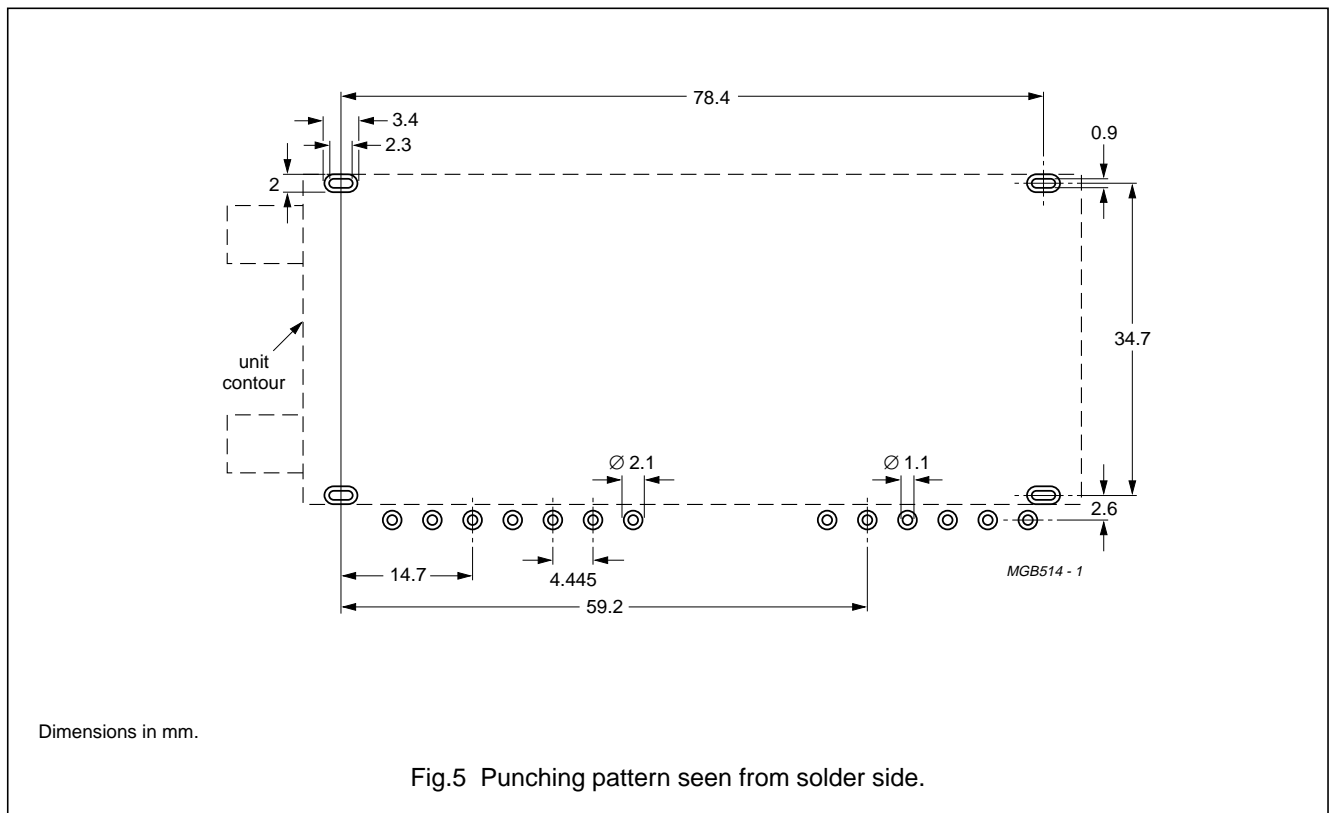 78.4
3.4
0.9
2.3
2
34.7
unit
contour
∅ 2.1
∅ 1.1
2.6
MGB514 - 1
14.7
4.445
59.2
Dimensions in mm.
Fig.5 Punching pattern seen from solder side.